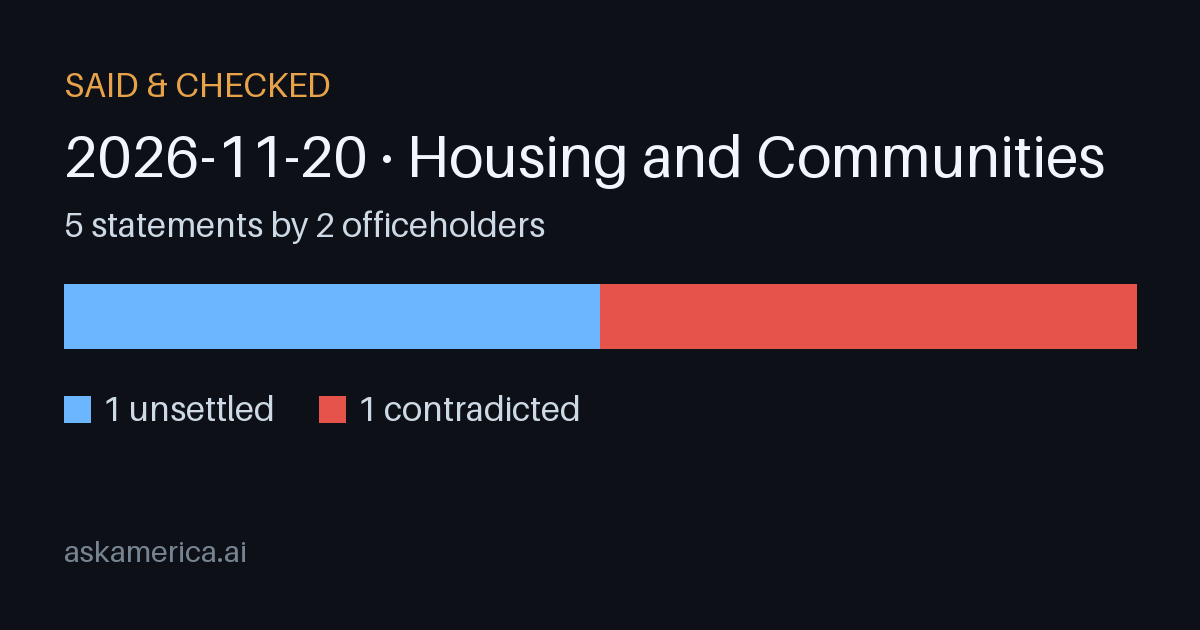 SAID & CHECKED
2026-11-20 · Housing and Communities
5 statements by 2 officeholders
1 unsettled 1 contradicted
askamerica.ai